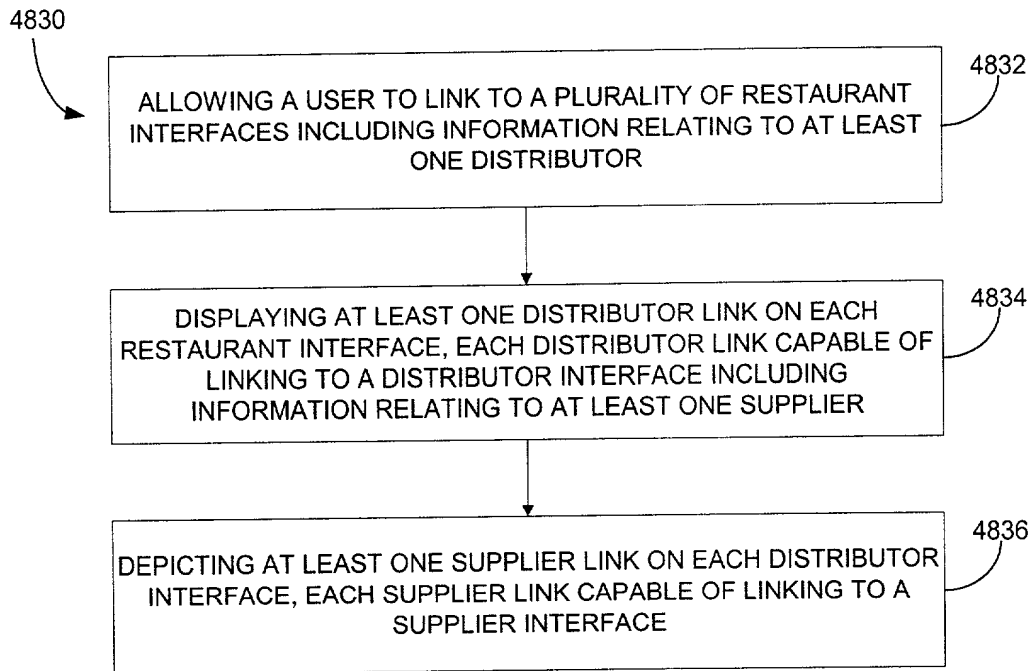 4830
4832
ALLOWING A USER TO LINK TO A PLURALITY OF RESTAURANT
INTERFACES INCLUDING INFORMATION RELATING TO AT LEAST
ONE DISTRIBUTOR
4834
DISPLAYING AT LEAST ONE DISTRIBUTOR LINK ON EACH
RESTAURANT INTERFACE, EACH DISTRIBUTOR LINK CAPABLE OF
LINKING TO A DISTRIBUTOR INTERFACE INCLUDING
INFORMATION RELATING TO AT LEAST ONE SUPPLIER
4836
DEPICTING AT LEAST ONE SUPPLIER LINK ON EACH DISTRIBUTOR
INTERFACE, EACH SUPPLIER LINK CAPABLE OF LINKING TO A
SUPPLIER INTERFACE